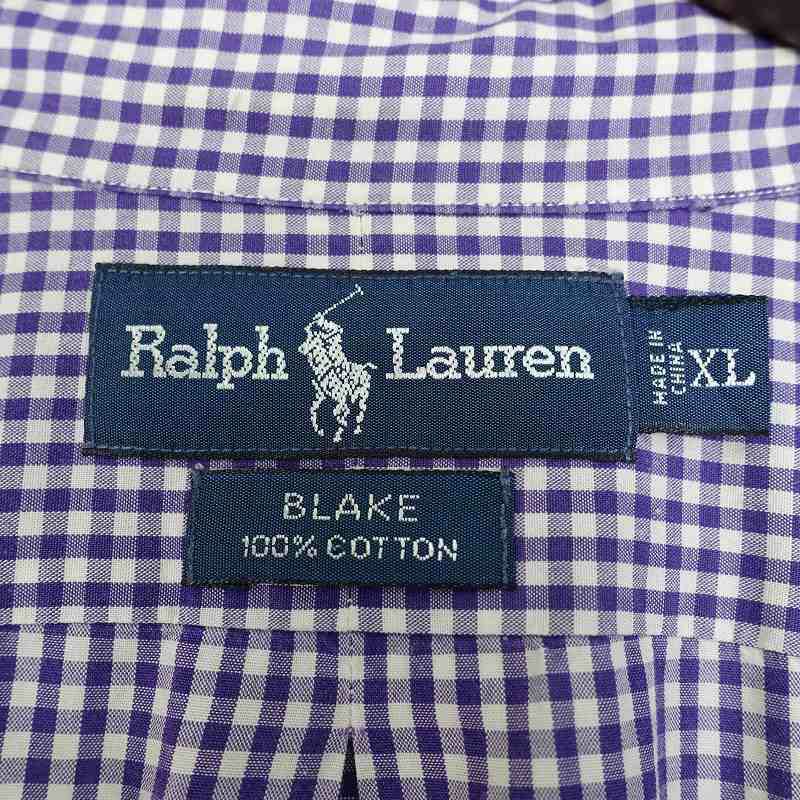 Ralph Lauren
MADE IN
CHINA
XL
BLAKE
100% COTTON